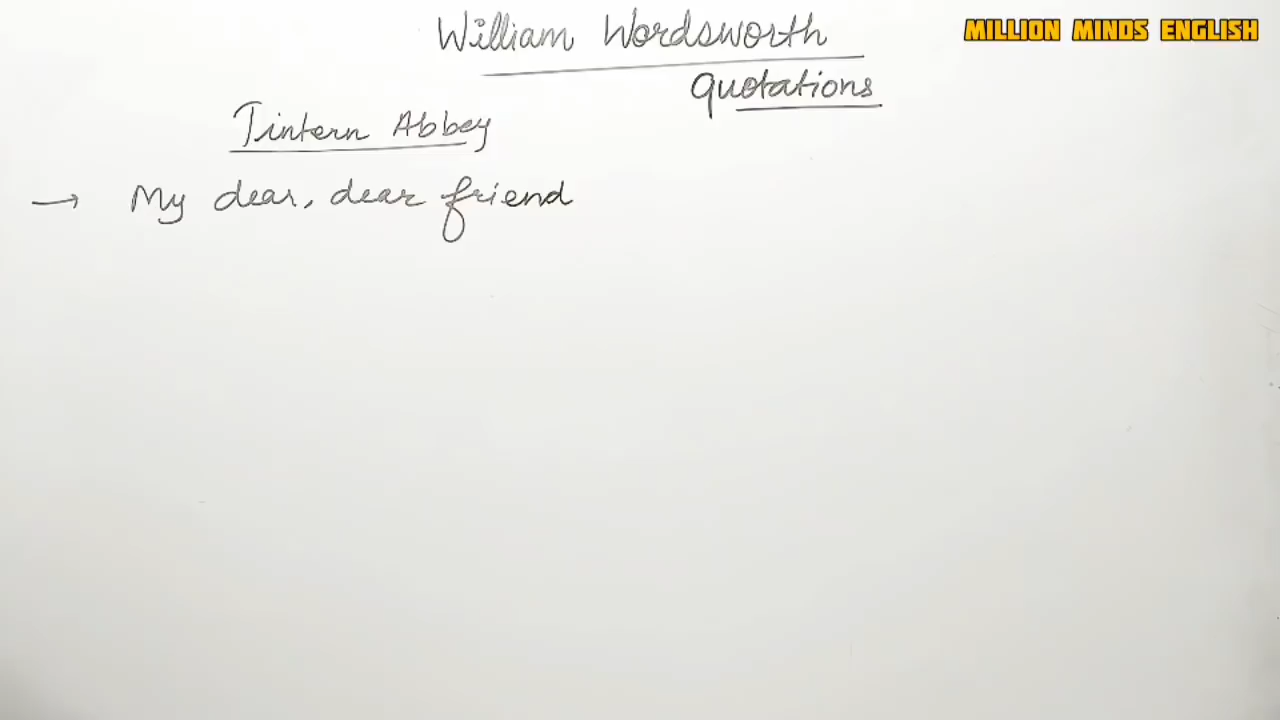 William Wordsworth
MILLION MINDS ENGLISH
Quotations
Tintern Abbey
→ My dear, dear friend